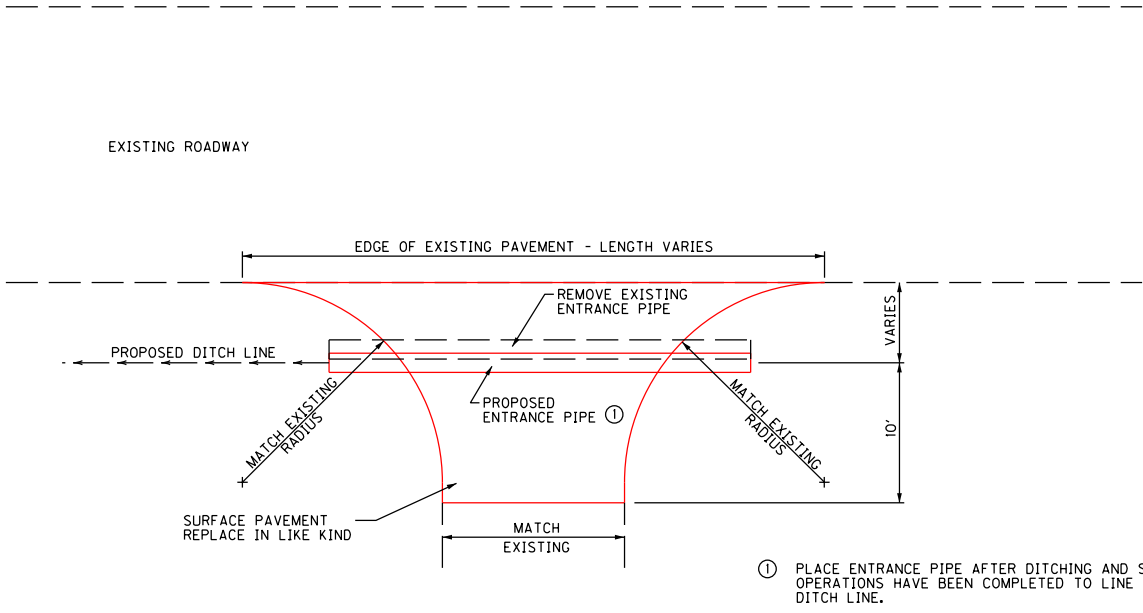 EXISTING ROADWAY
EDGE OF EXISTING PAVEMENT - LENGTH VARIES
REMOVE EXISTING
ENTRANCE PIPE
VARIES
PROPOSED DITCH LINE
PROPOSED
ENTRANCE PIPE ①
MATCH EXISTING
RADIUS
MATCH EXISTING
RADIUS
10'
SURFACE PAVEMENT
REPLACE IN LIKE KIND
MATCH
EXISTING
① PLACE ENTRANCE PIPE AFTER DITCHING AND
OPERATIONS HAVE BEEN COMPLETED TO LINE
DITCH LINE.